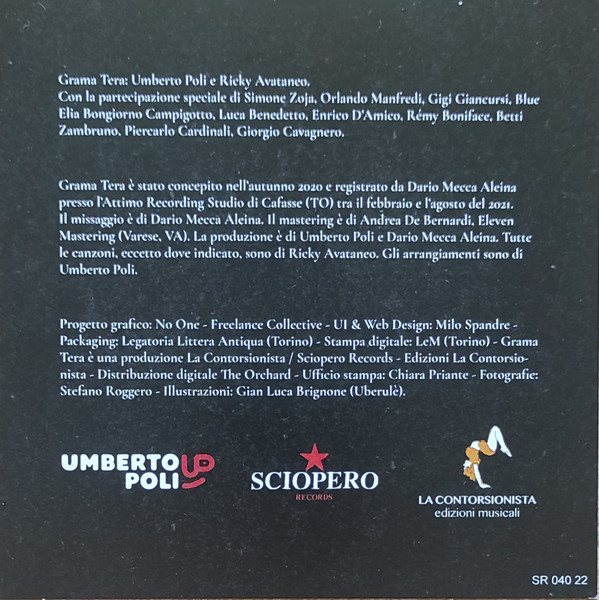 Grama Tera: Umberto Poli e Ricky Avataneo.
Con la partecipazione speciale di Simone Zoja, Orlando Manfredi, Gigi Giancursi, Blue
Elia Bongiorno Campigotto, Luca Benedetto, Enrico D'Amico, Rémy Boniface, Betti
Zambruno, Piercarlo Cardinali, Giorgio Cavagnero.
Grama Tera è stato concepito nell'autunno 2020 e registrato da Dario Mecca Aleina
presso l'Attimo Recording Studio di Cafasse (TO) tra il febbraio e l'agosto del 2021.
Il missaggio è di Dario Mecca Aleina. Il mastering è di Andrea De Bernardi, Eleven
Mastering (Varese, VA). La produzione è di Umberto Poli e Dario Mecca Aleina. Tutte
le canzoni, eccetto dove indicato, sono di Ricky Avataneo. Gli arrangiamenti sono di
Umberto Poli.
Progetto grafico: No One - Freelance Collective - UI & Web Design: Milo Spandre -
Packaging: Legatoria Littera Antiqua (Torino) - Stampa digitale: LeM (Torino) - Grama
Tera è una produzione La Contorsionista / Sciopero Records - Edizioni La Contorsio-
nista - Distribuzione digitale The Orchard - Ufficio stampa: Chiara Priante - Fotografie:
Stefano Roggero - Illustrazioni: Gian Luca Brignone (Uberulè).
UMBERTO UP
POLI
SCIOPERO
RECORDS
LA CONTORSIONISTA
edizioni musicali
SR 040 22